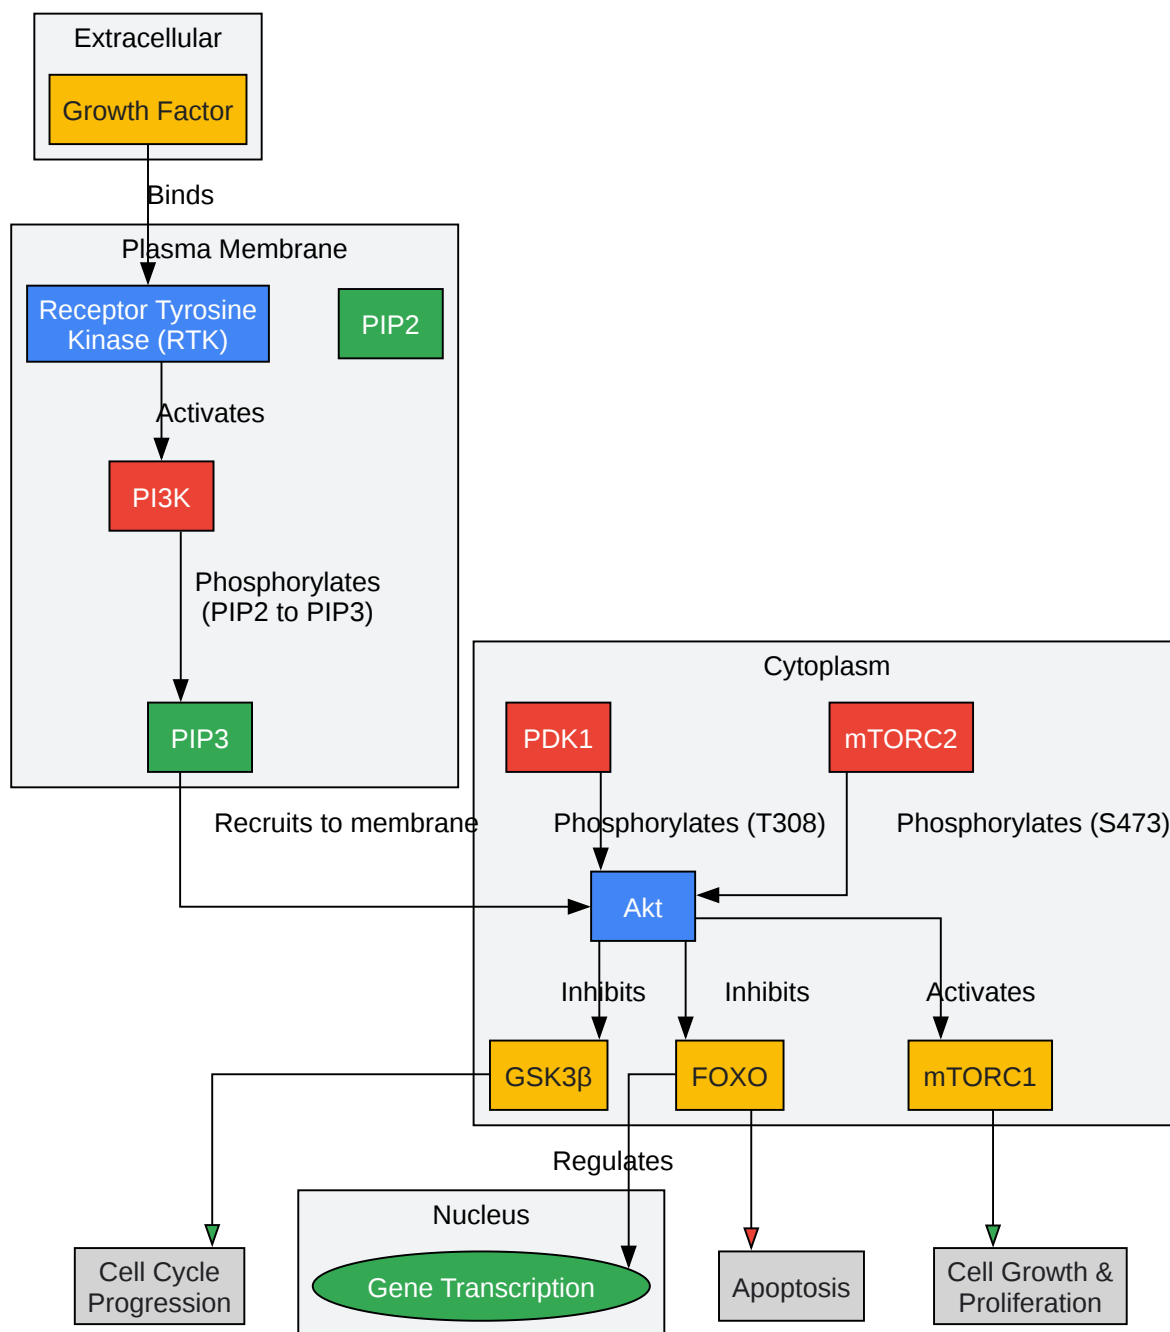 Extracellular
Growth Factor
Binds
Plasma Membrane
Receptor Tyrosine
Kinase (RTK)
PIP2
Activates
PI3K
Phosphorylates
(PIP2 to PIP3)
Cytoplasm
PIP3
PDK1
mTORC2
Recruits to membrane
Phosphorylates (T308)
Phosphorylates (S473)
Akt
Inhibits
Inhibits
Activates
GSK3β
FOXO
mTORC1
Regulates
Nucleus
Cell Cycle
Progression
Gene Transcription
Apoptosis
Cell Growth &
Proliferation